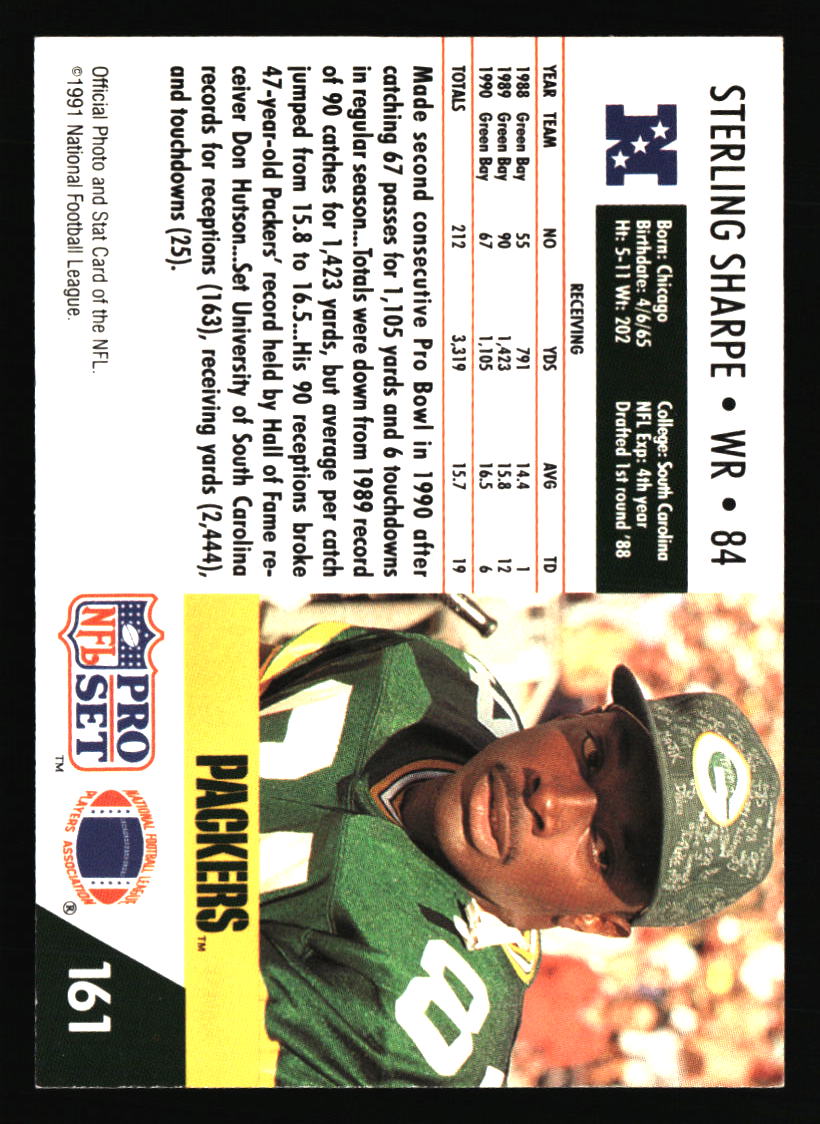 STERLING SHARPE • WR • 84
Born: Chicago College: South Carolina
Birthdate: 4/6/65 NFL Exp: 4th year
Ht: 5-11 Wt: 202 Drafted 1st round '88
RECEIVING
YEAR TEAM NO YDS AVG TD
1988 Green Bay 55 791 14.4 1
1989 Green Bay 90 1,423 15.8 12
1990 Green Bay 67 1,105 16.5 6
TOTALS 212 3,319 15.7 19
Made second consecutive Pro Bowl in 1990 after
catching 67 passes for 1,105 yards and 6 touchdowns
in regular season...Totals were down from 1989 record
of 90 catches for 1,423 yards, but average per catch
jumped from 15.8 to 16.5...His 90 receptions broke
47-year-old Packers' record held by Hall of Fame re-
ceiver Don Hutson...Set University of South Carolina
records for receptions (163), receiving yards (2,444),
and touchdowns (25).
Official Photo and Stat Card of the NFL.
©1991 National Football League.
G
8
PACKERS™
PRO
NFL SET™
NATIONAL FOOTBALL LEAGUE
PLAYERS ASSOCIATION
®
161